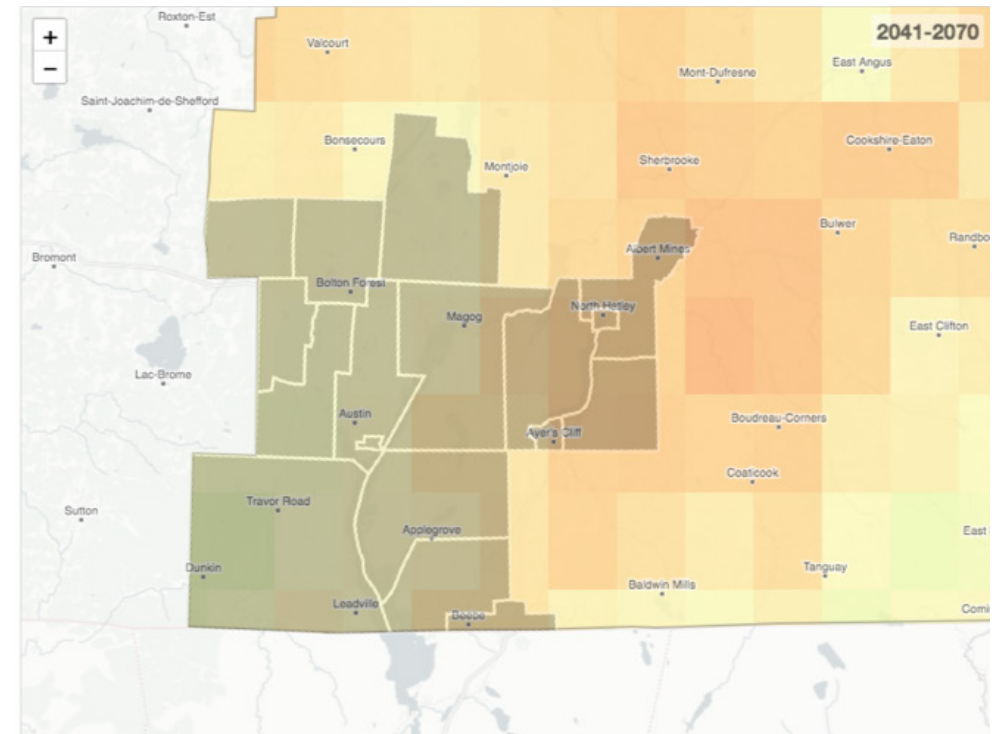 Roxton-Est
+
Valcourt
2041-2070
−
East Angus
Mont-Dufresne
Saint-Joachim-de-Shefford
Bonsecours
Cookshire-Eaton
Sherbrooke
Montjoie
Bulwer
Albert Mines
Randbo
Bromont
Bolton Forest
North Hatley
Magog
East Clifton
Lac-Brome
Austin
Boudreau-Corners
Ayer's Cliff
Coaticook
Travor Road
Sutton
Applegrove
East
Dunkin
Tanguay
Baldwin Mills
Leadville
Comi
Beebe